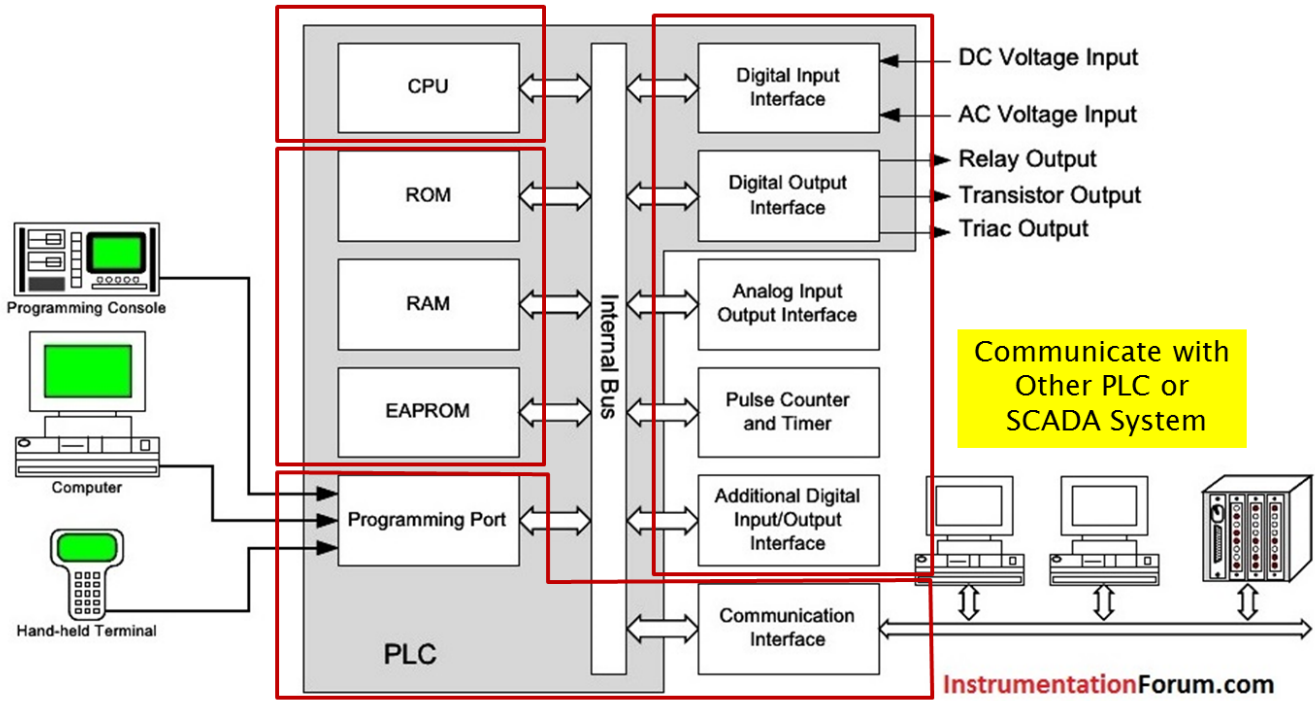 CPU
ROM
RAM
EAPROM
Programming Port
PLC
Internal Bus
Digital Input
Interface
Digital Output
Interface
Analog Input
Output Interface
Pulse Counter
and Timer
Additional Digital
Input/Output
Interface
Communication
Interface
DC Voltage Input
AC Voltage Input
Relay Output
Transistor Output
Triac Output
Programming Console
Computer
Hand-held Terminal
Communicate with
Other PLC or
SCADA System
InstrumentationForum.com